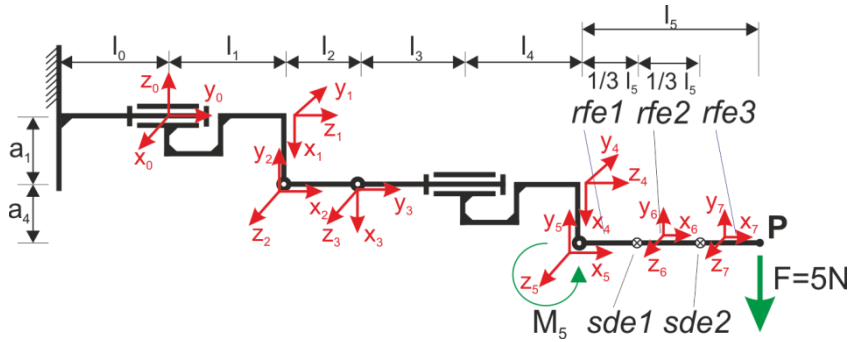 l₅
l₀ l₁ l₂ l₃ l₄ 1/3 l₅ 1/3 l₅
rfe1 rfe2 rfe3
z₀ y₀ y₁
x₀ z₁
a₁ y₂ x₁
y₄
x₂ y₃ z₄
a₄ z₂ z₃ x₃ y₅ x₄ y₆ x₆ y₇ x₇ P
z₅ x₅ z₆ z₇ F=5N
M₅ sde1 sde2